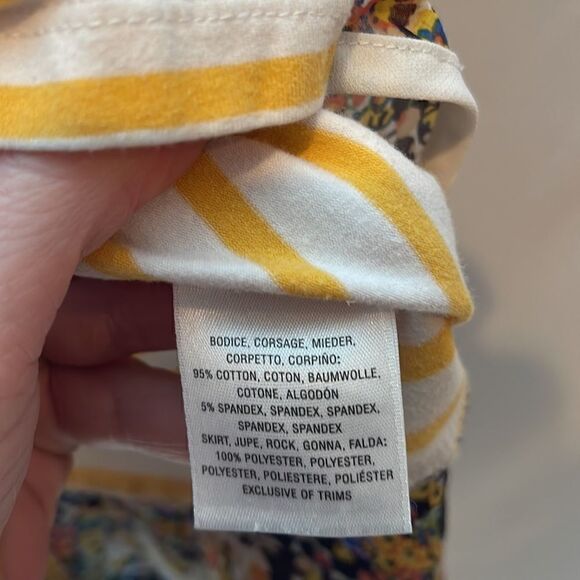 BODICE, CORSAGE, MIEDER,
CORPETTO, CORPIÑO:
95% COTTON, COTON, BAUMWOLLE,
COTONE, ALGODÓN
5% SPANDEX, SPANDEX, SPANDEX,
SPANDEX, SPANDEX
SKIRT, JUPE, ROCK, GONNA, FALDA:
100% POLYESTER, POLYESTER,
POLYESTER, POLIESTERE, POLIÉSTER
EXCLUSIVE OF TRIMS